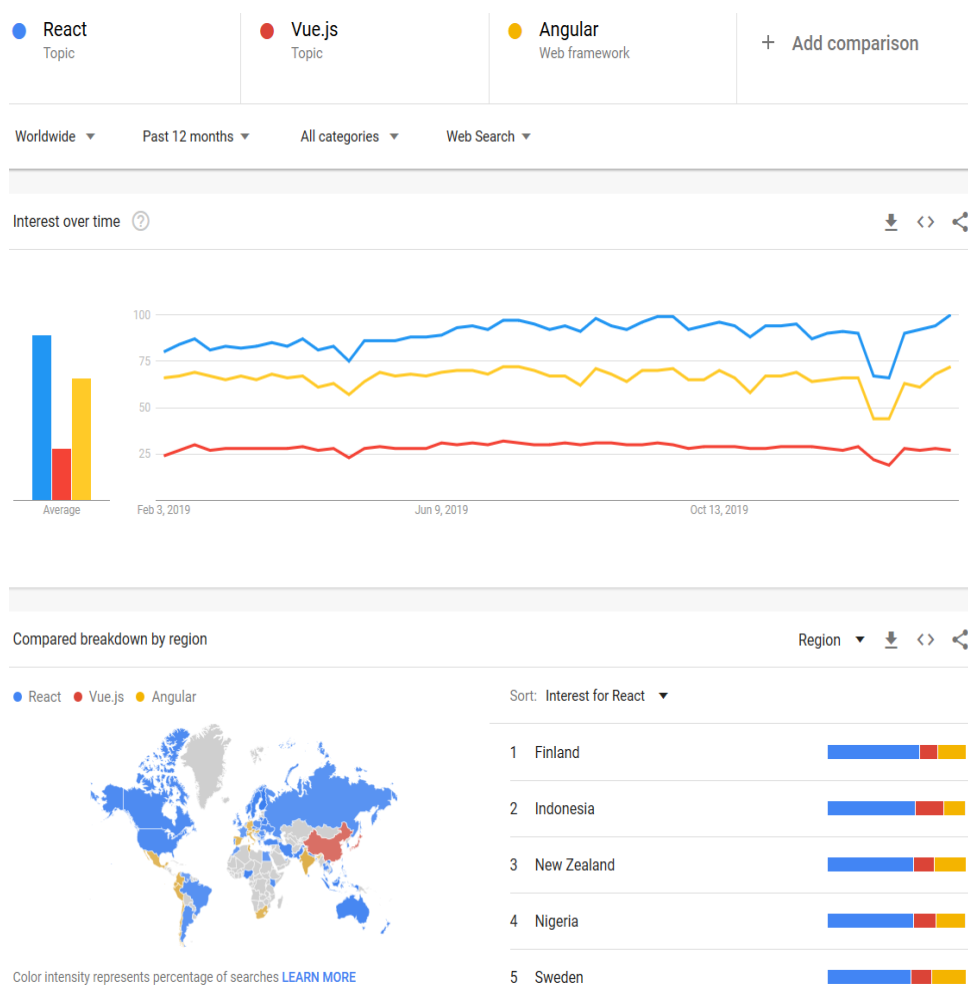 React Vue.js Angular + Add comparison
Topic Topic Web framework
Worldwide Past 12 months All categories Web Search
Interest over time ?
100
75
50
25
Average Feb 3, 2019 Jun 9, 2019 Oct 13, 2019
Compared breakdown by region Region
React Vue.js Angular Sort: Interest for React
1 Finland
2 Indonesia
3 New Zealand
4 Nigeria
5 Sweden
Color intensity represents percentage of searches LEARN MORE